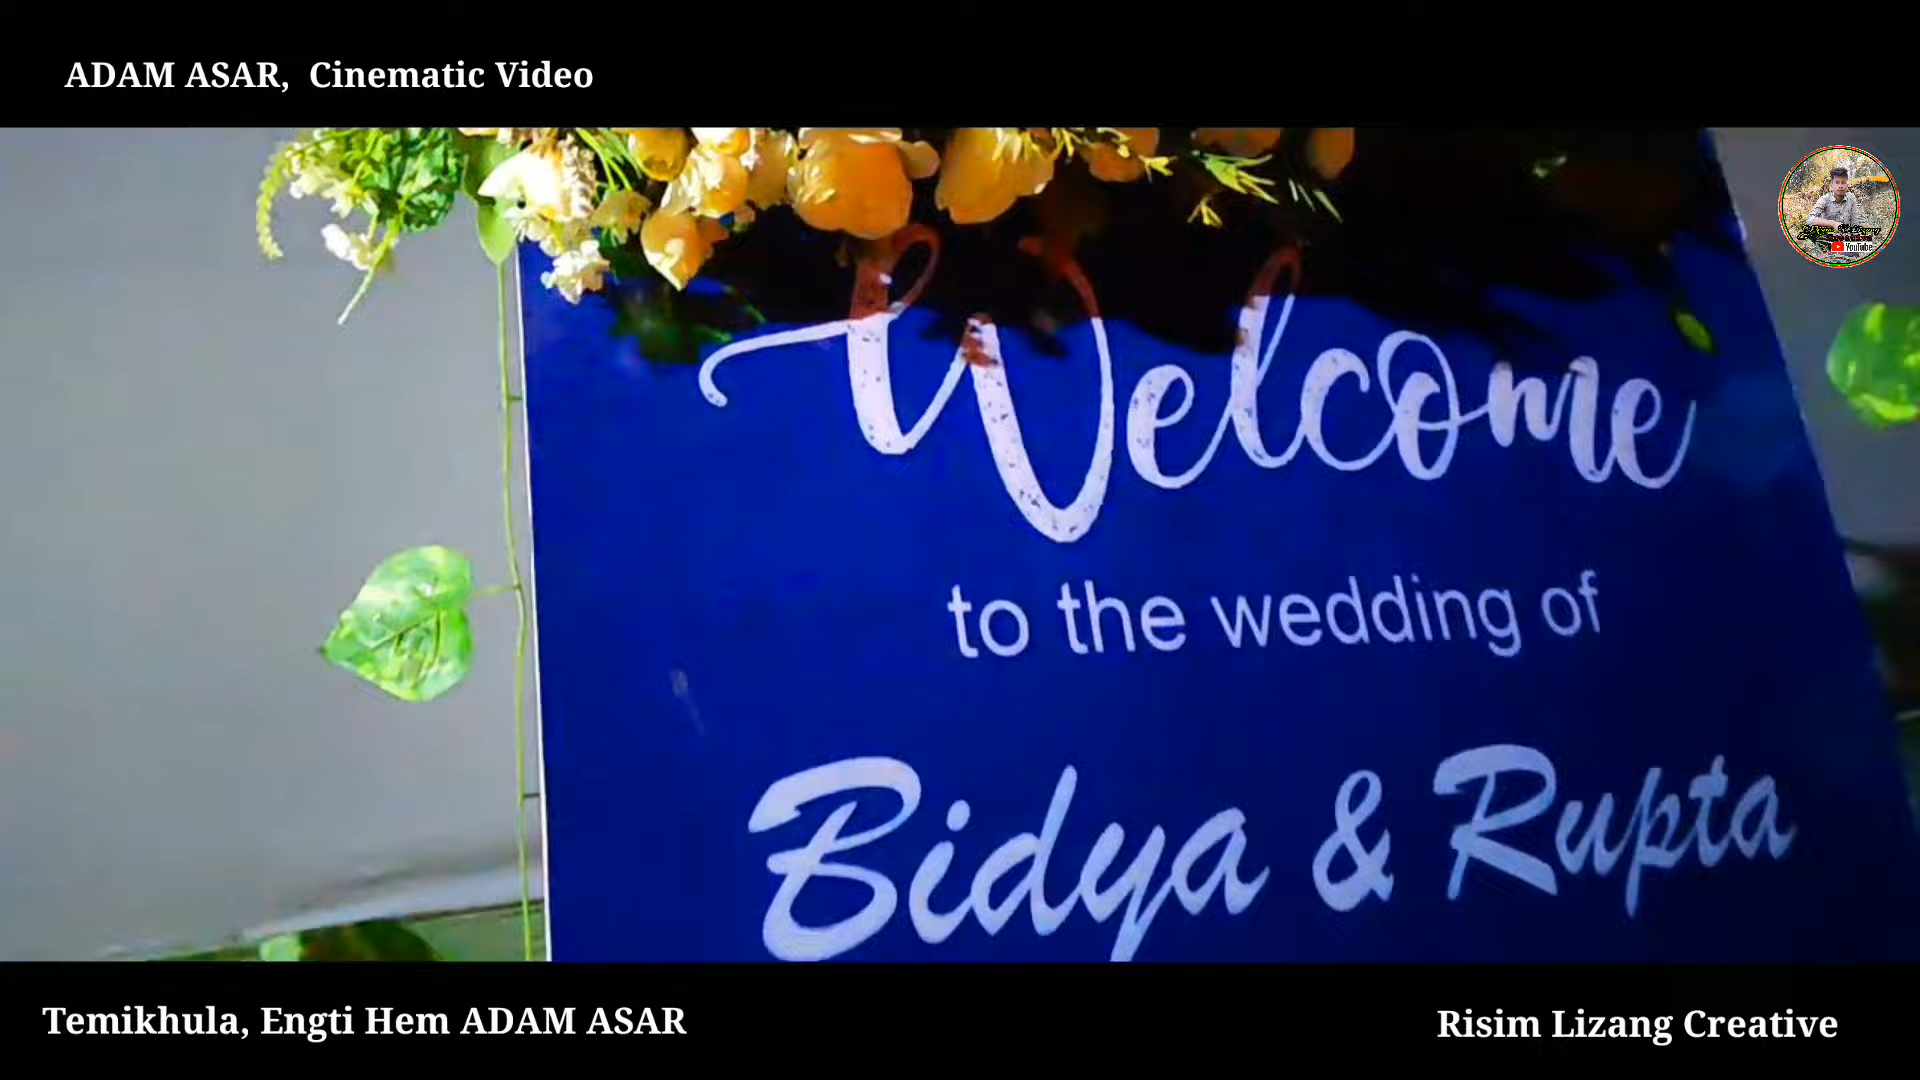 ADAM ASAR, Cinematic Video
YouTube
Welcome
to the wedding of
Bidya & Rupta
Temikhula, Engti Hem ADAM ASAR
Risim Lizang Creative